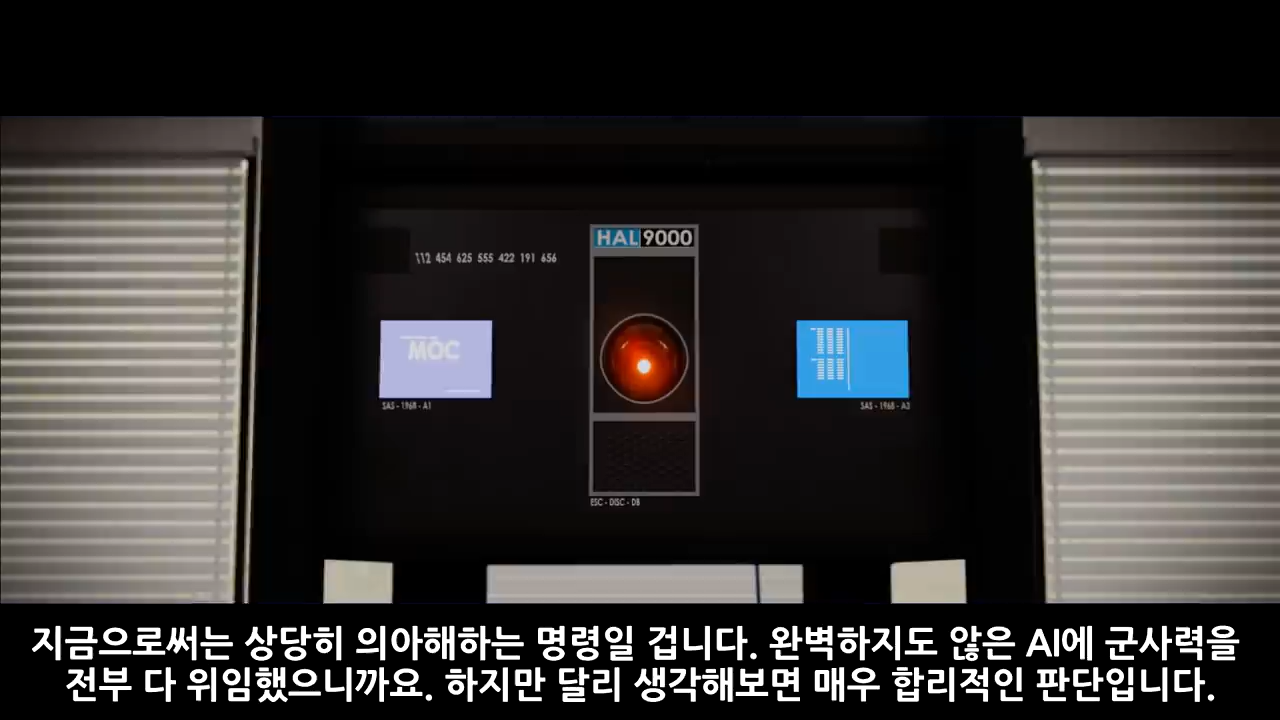 HAL 9000
112 454 625 555 422 191 656
MOC
SAS - 1968 - A1
SAS - 1968 - A3
ESC - DISC - DB
지금으로써는 상당히 의아해하는 명령일 겁니다. 완벽하지도 않은 AI에 군사력을
전부 다 위임했으니까요. 하지만 달리 생각해보면 매우 합리적인 판단입니다.